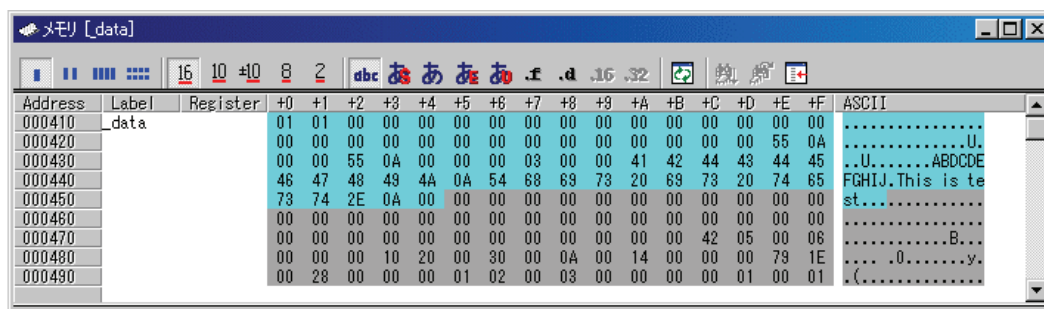 メモリ [_data]
16 10 ±10 8 2 abc あS あ あE あU .f .d .16 .32
Address Label Register +0 +1 +2 +3 +4 +5 +6 +7 +8 +9 +A +B +C +D +E +F ASCII
000410 _data 01 01 00 00 00 00 00 00 00 00 00 00 00 00 00 00 ................
000420 00 00 00 00 00 00 00 00 00 00 00 00 00 00 55 0A ..............U.
000430 00 00 55 0A 00 00 00 03 00 00 41 42 44 43 44 45 ..U.......ABDCDE
000440 46 47 48 49 4A 0A 54 68 69 73 20 69 73 20 74 65 FGHIJ.This is te
000450 73 74 2E 0A 00 00 00 00 00 00 00 00 00 00 00 00 st..............
000460 00 00 00 00 00 00 00 00 00 00 00 00 00 00 00 00 ................
000470 00 00 00 00 00 00 00 00 00 00 00 00 42 05 00 06 ............B...
000480 00 00 00 10 20 00 30 00 0A 00 14 00 00 00 79 1E .... .0.......y.
000490 00 28 00 00 00 01 02 00 03 00 00 00 00 01 00 01 .(..............